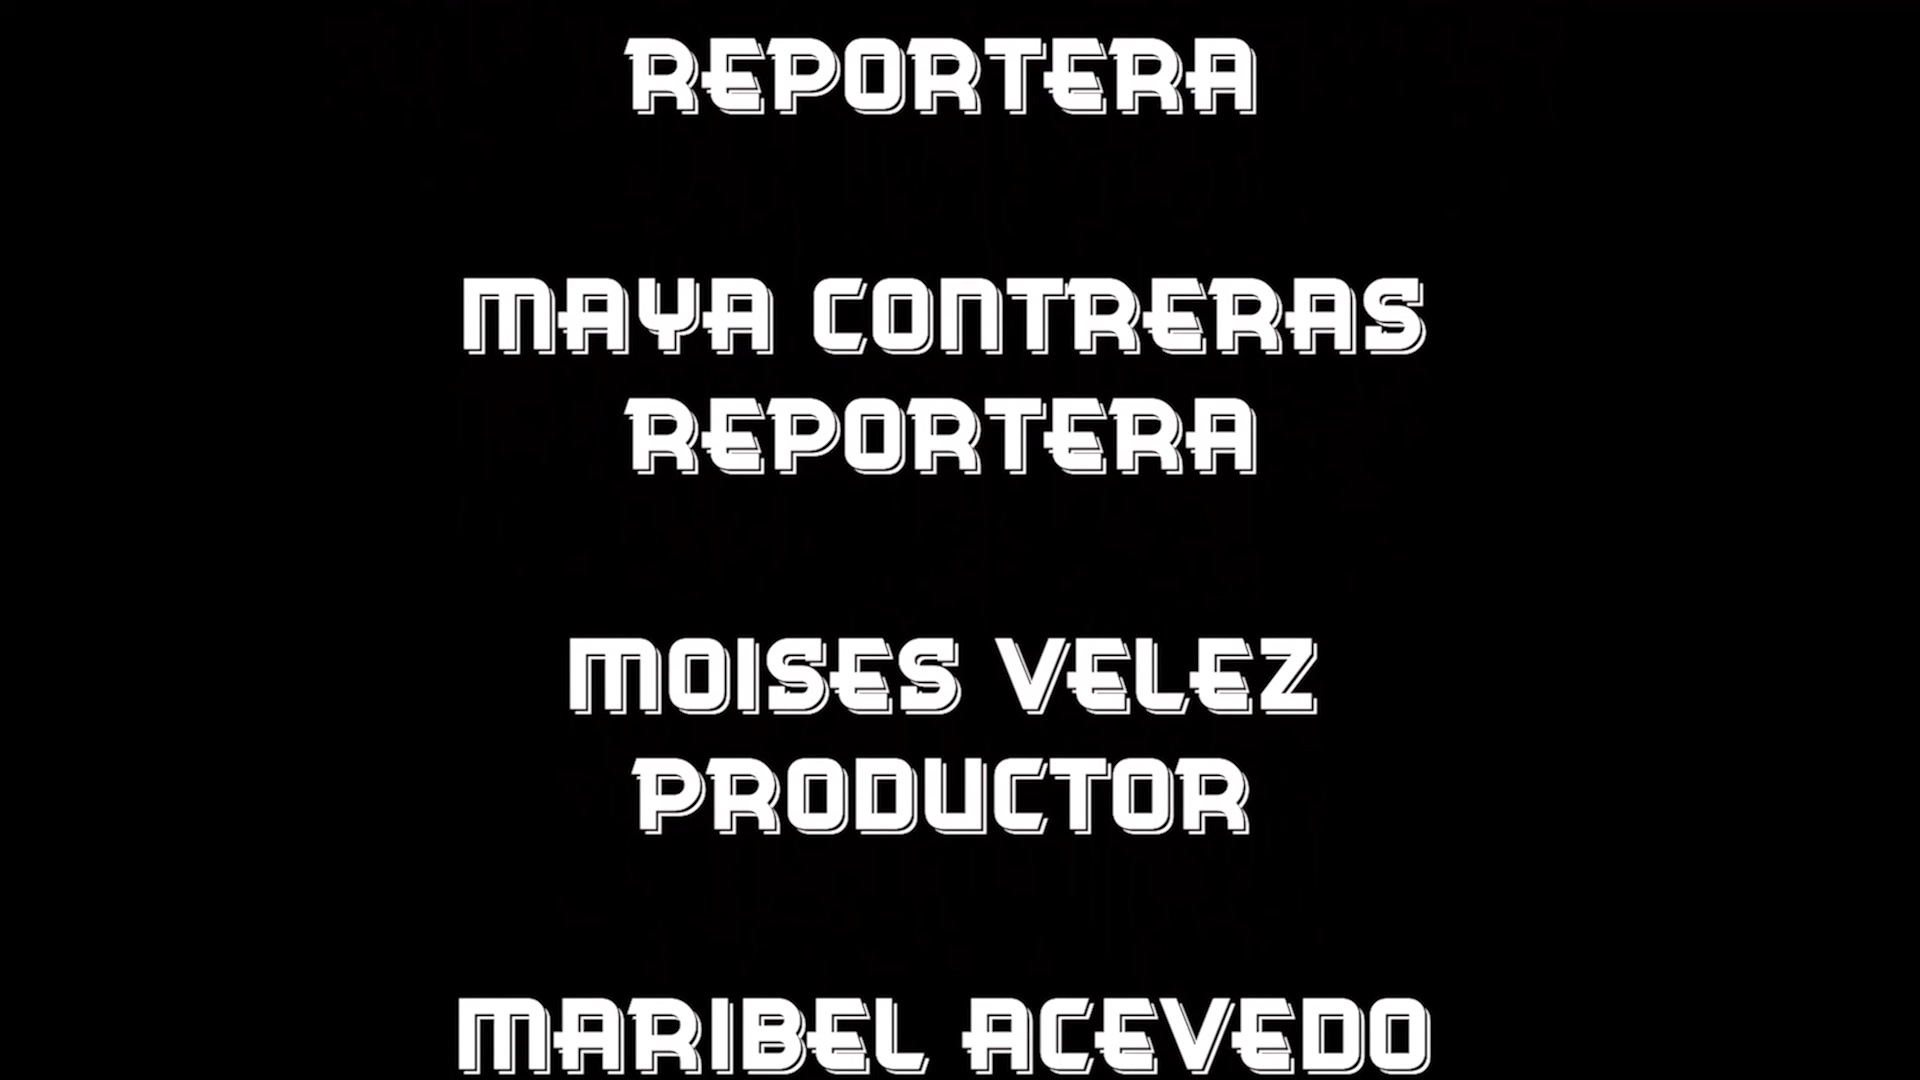 REPORTERA
MAYA CONTRERAS
REPORTERA
MOISES VELEZ
PRODUCTOR
MARIBEL ACEVEDO